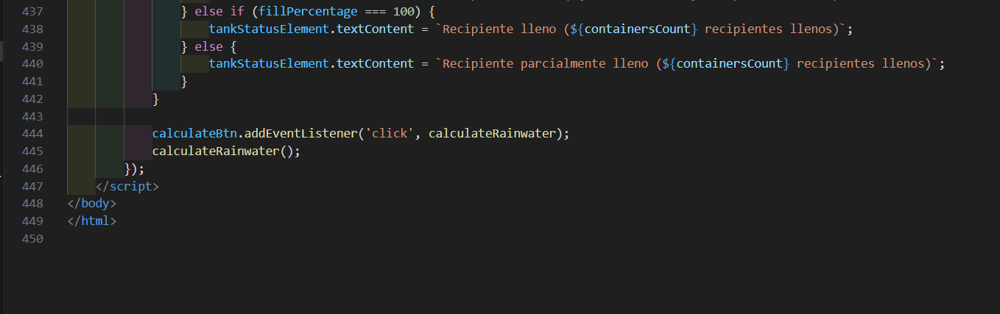 437 } else if (fillPercentage === 100) {
438 tankStatusElement.textContent = `Recipiente lleno (${containersCount} recipientes llenos)`;
439 } else {
440 tankStatusElement.textContent = `Recipiente parcialmente lleno (${containersCount} recipientes llenos)`;
441 }
442 }
443
444 calculateBtn.addEventListener('click', calculateRainwater);
445 calculateRainwater();
446 });
447 </script>
448 </body>
449 </html>
450